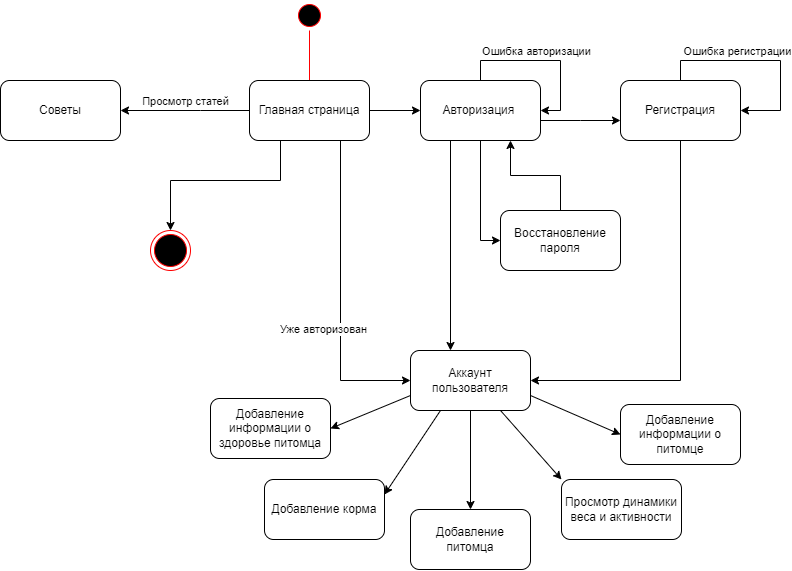 Ошибка авторизации
Ошибка регистрации
Советы
Просмотр статей
Главная страница
Авторизация
Регистрация
Восстановление
пароля
Уже авторизован
Аккаунт
пользователя
Добавление
информации о
здоровье питомца
Добавление
информации о
питомце
Добавление корма
Просмотр динамики
веса и активности
Добавление
питомца